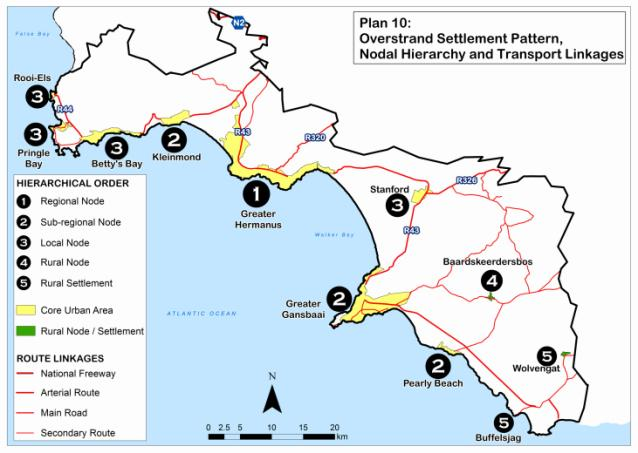 Plan 10:
Overstrand Settlement Pattern,
Nodal Hierarchy and Transport Linkages
N2
False Bay
Rooi-Els
3
R44
3
Pringle
Bay
3
Betty's Bay
2
Kleinmond
R43
R320
1
Greater
Hermanus
Stanford
3
R326
R43
Walker Bay
Baardskeerdersbos
4
Greater
Gansbaai
2
ATLANTIC OCEAN
2
Pearly Beach
5
Wolvengat
5
Buffelsjag
HIERARCHICAL ORDER
1 Regional Node
2 Sub-regional Node
3 Local Node
4 Rural Node
5 Rural Settlement
Core Urban Area
Rural Node / Settlement
ROUTE LINKAGES
National Freeway
Arterial Route
Main Road
Secondary Route
N
0 2.5 5 10 15 20
km